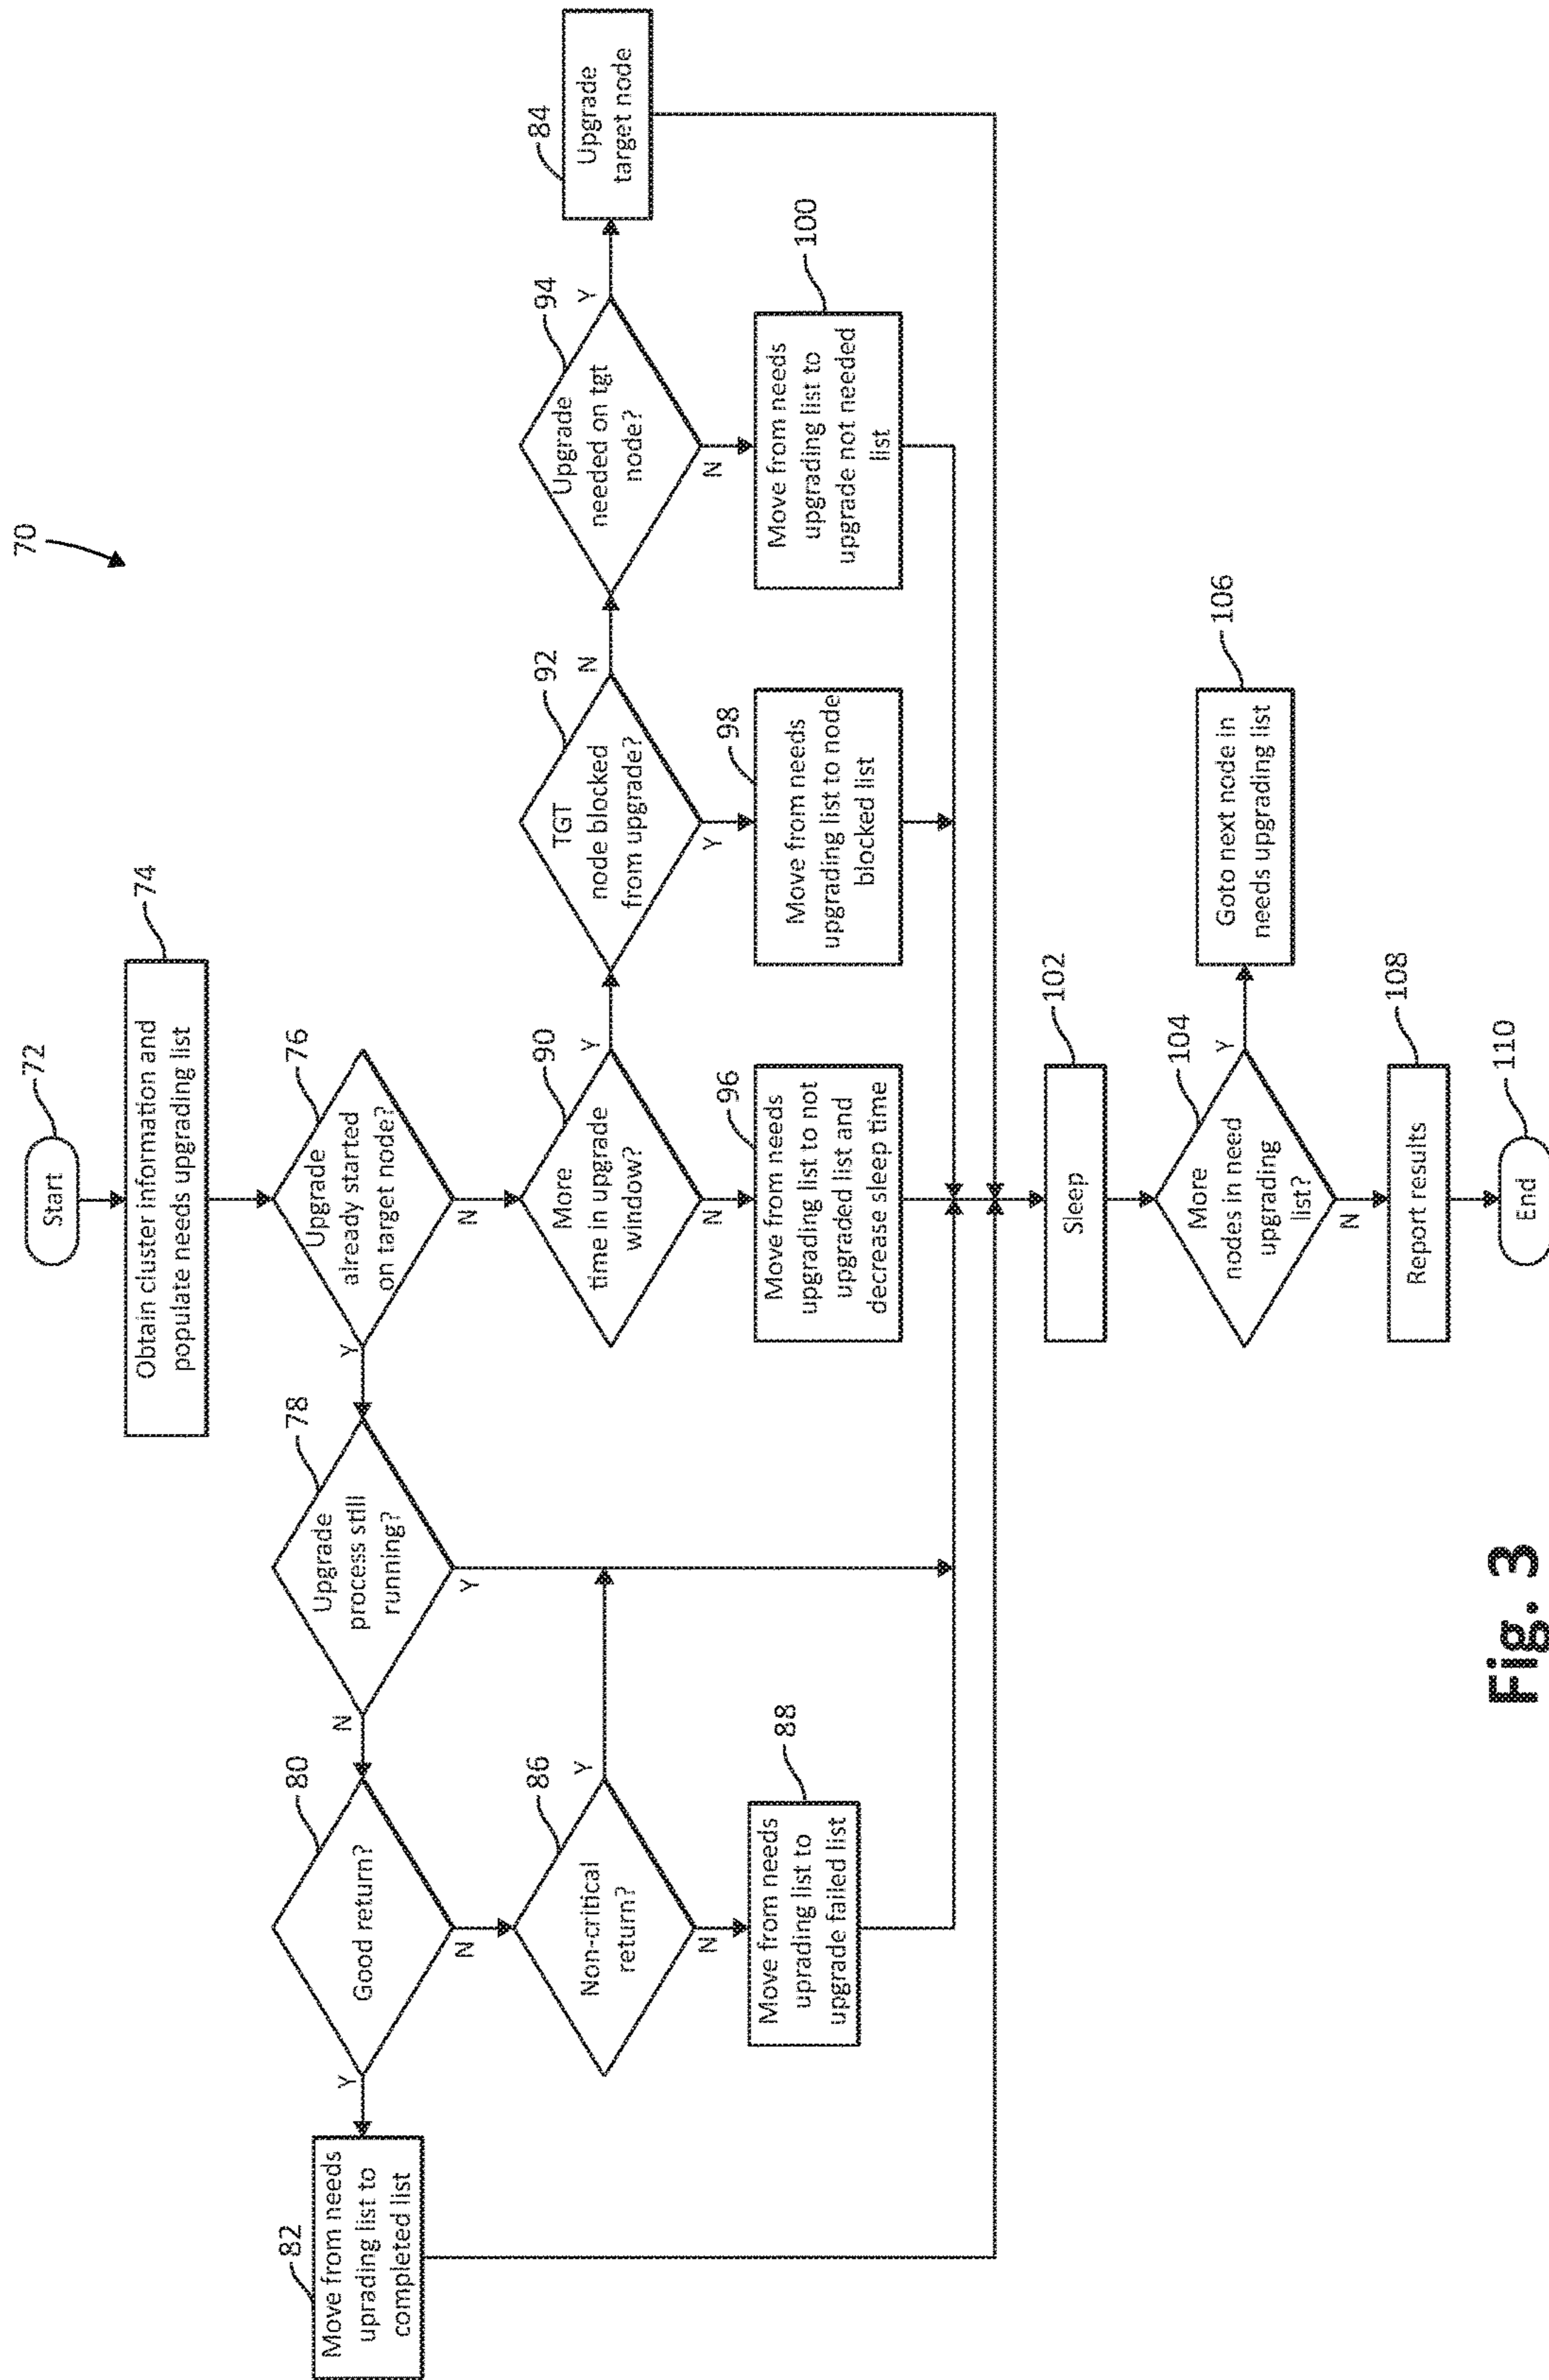 70
Start
72
Obtain cluster information and
populate needs upgrading list
74
Upgrade
already started
on target node?
76
Y
N
Upgrade
process still
running?
78
N
Y
Good return?
80
Y
N
Move from needs
uprading list to
completed list
82
Non-critical
return?
86
Y
N
Move from needs
uprading list to
upgrade failed list
88
More
time in upgrade
window?
90
Y
N
TGT
node blocked
from upgrade?
92
N
Y
Upgrade
needed on tgt
node?
94
Y
N
Upgrade
target node
84
Move from needs
upgrading list to not
upgraded list and
decrease sleep time
96
Move from needs
upgrading list to node
blocked list
98
Move from needs
upgrading list to
upgrade not needed
list
100
Sleep
102
More
nodes in need
upgrading
list?
104
Y
N
Goto next node in
needs upgrading list
106
Report results
108
End
110
Fig. 3